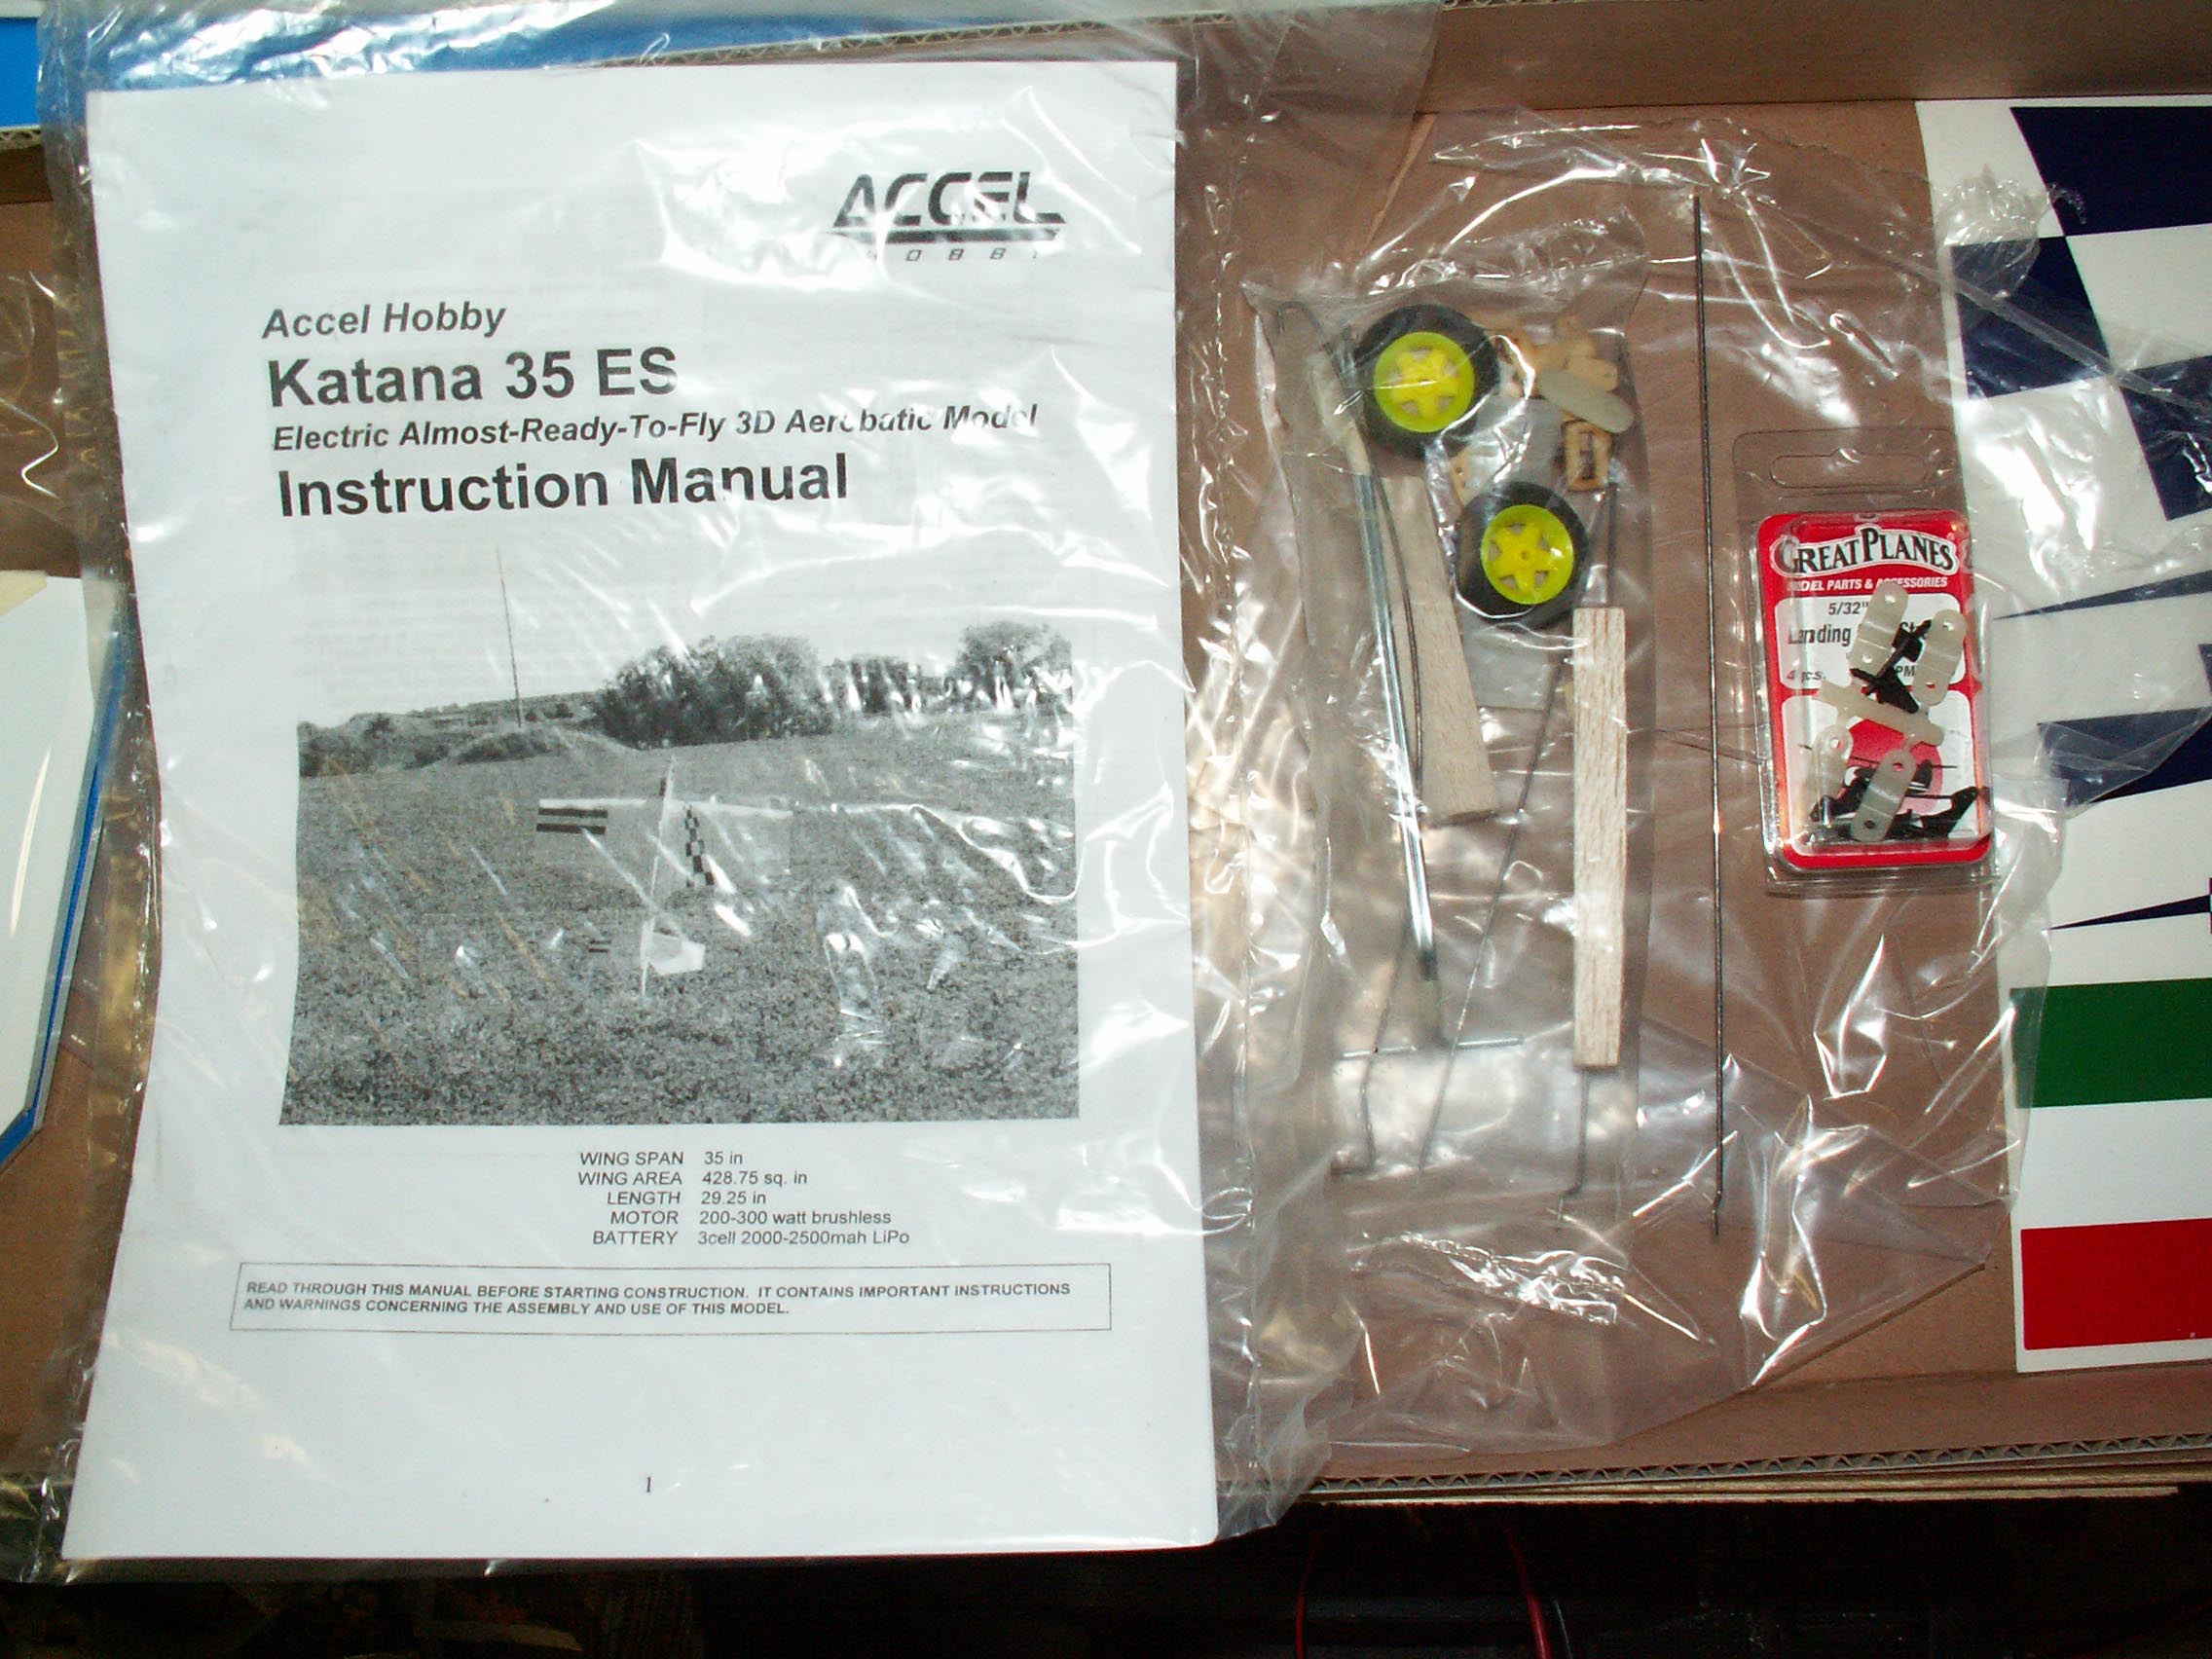 ACCEL
HOBBY
Accel Hobby
Katana 35 ES
Electric Almost-Ready-To-Fly 3D Aerobatic Model
Instruction Manual
WING SPAN 35 in
WING AREA 428.75 sq. in
LENGTH 29.25 in
MOTOR 200-300 watt brushless
BATTERY 3cell 2000-2500mah LiPo
READ THROUGH THIS MANUAL BEFORE STARTING CONSTRUCTION. IT CONTAINS IMPORTANT INSTRUCTIONS
AND WARNINGS CONCERNING THE ASSEMBLY AND USE OF THIS MODEL.
1
GREAT PLANES
MODEL PARTS & ACCESSORIES
5/32"
Landing
4 pcs.